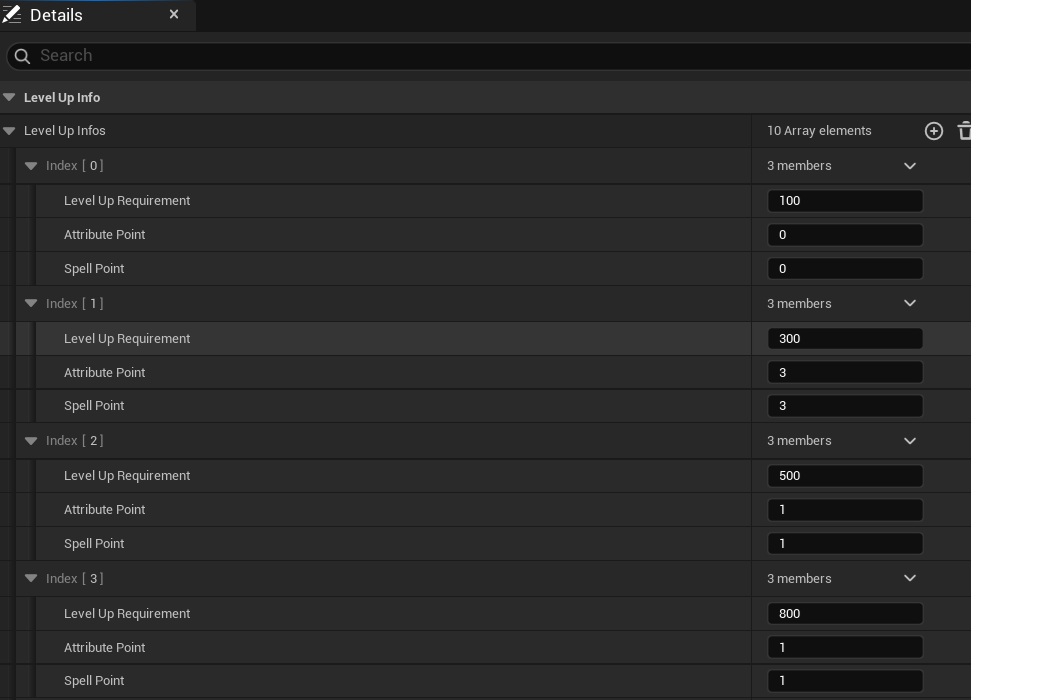 Details
Search
Level Up Info
Level Up Infos 10 Array elements
Index [ 0 ] 3 members
Level Up Requirement 100
Attribute Point 0
Spell Point 0
Index [ 1 ] 3 members
Level Up Requirement 300
Attribute Point 3
Spell Point 3
Index [ 2 ] 3 members
Level Up Requirement 500
Attribute Point 1
Spell Point 1
Index [ 3 ] 3 members
Level Up Requirement 800
Attribute Point 1
Spell Point 1